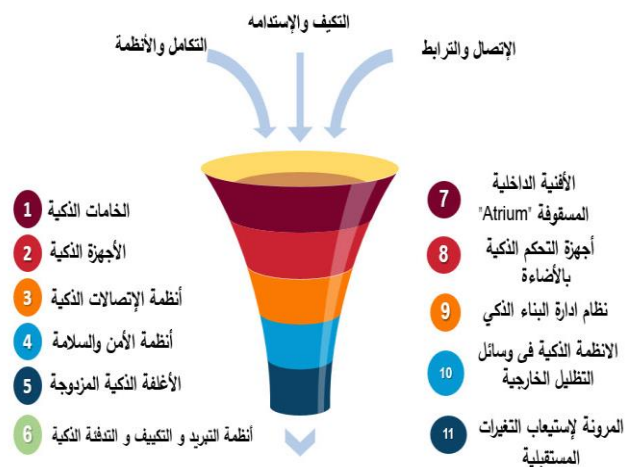 التكيف والإستدامه
التكامل والأنظمة
الإتصال والترابط
1 الخامات الذكية
2 الأجهزة الذكية
3 أنظمة الإتصالات الذكية
4 أنظمة الأمن والسلامة
5 الأغلفة الذكية المزدوجة
6 أنظمة التبريد و التكييف و التدفئة الذكية
7 الأفنية الداخلية
المسقوفة "Atrium"
8 أجهزة التحكم الذكية
بالأضاءة
9 نظام ادارة البناء الذكي
10 الانظمة الذكية فى وسائل
التظليل الخارجية
11 المرونة لإستيعاب التغيرات
المستقبلية